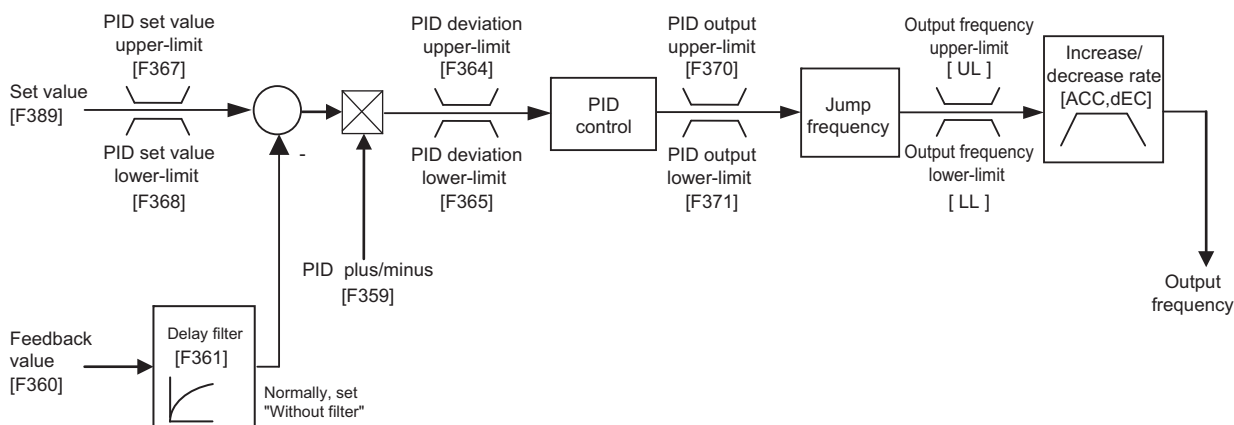 PID set value
upper-limit
[F367]
PID deviation
upper-limit
[F364]
PID output
upper-limit
[F370]
Output frequency
upper-limit
[ UL ]
Increase/
decrease rate
[ACC,dEC]
Set value
[F389]
PID
control
Jump
frequency
-
PID set value
lower-limit
[F368]
PID deviation
lower-limit
[F365]
PID output
lower-limit
[F371]
Output frequency
lower-limit
[ LL ]
PID plus/minus
[F359]
Output
frequency
Feedback
value
[F360]
Delay filter
[F361]
Normally, set
"Without filter"